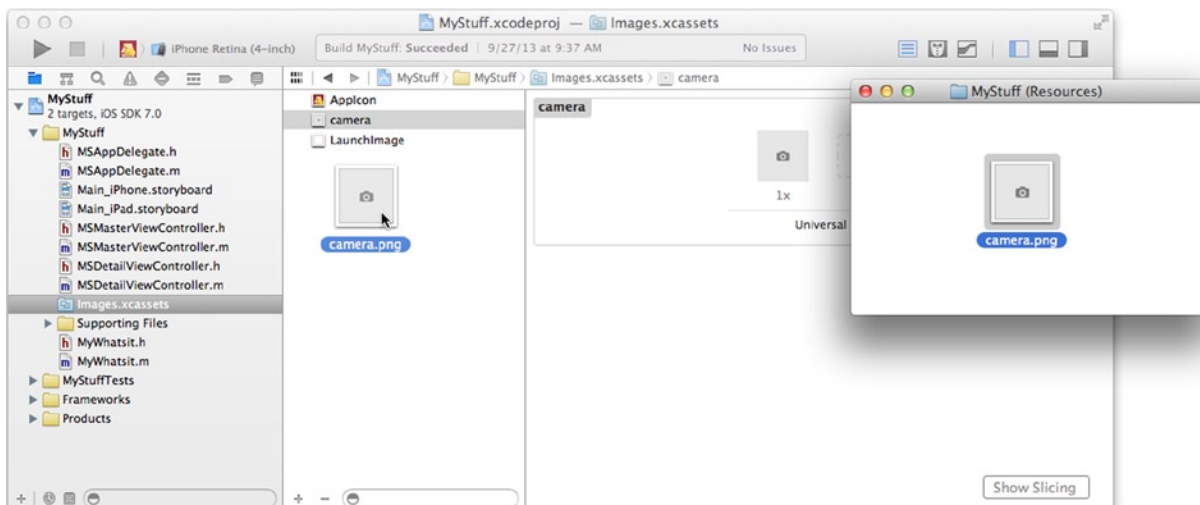 MyStuff.xcodeproj — Images.xcassets
iPhone Retina (4-inch)
Build MyStuff: Succeeded | 9/27/13 at 9:37 AM
No Issues
MyStuff
MyStuff
Images.xcassets
camera
MyStuff
2 targets, iOS SDK 7.0
MyStuff
h MSAppDelegate.h
m MSAppDelegate.m
Main_iPhone.storyboard
Main_iPad.storyboard
h MSMasterViewController.h
m MSMasterViewController.m
h MSDetailViewController.h
m MSDetailViewController.m
Images.xcassets
Supporting Files
h MyWhatsit.h
m MyWhatsit.m
MyStuffTests
Frameworks
Products
AppIcon
camera
LaunchImage
camera.png
camera
1x
Universal
Show Slicing
MyStuff (Resources)
camera.png